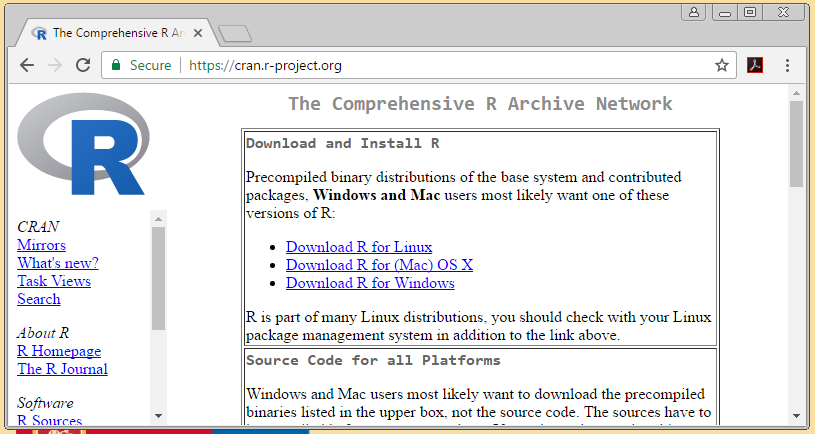 The Comprehensive R Ar
Secure
https://cran.r-project.org
R
CRAN
Mirrors
What's new?
Task Views
Search
About R
R Homepage
The R Journal
Software
R Sources
The Comprehensive R Archive Network
Download and Install R
Precompiled binary distributions of the base system and contributed
packages, Windows and Mac users most likely want one of these
versions of R:
Download R for Linux
Download R for (Mac) OS X
Download R for Windows
R is part of many Linux distributions, you should check with your Linux
package management system in addition to the link above.
Source Code for all Platforms
Windows and Mac users most likely want to download the precompiled
binaries listed in the upper box, not the source code. The sources have to